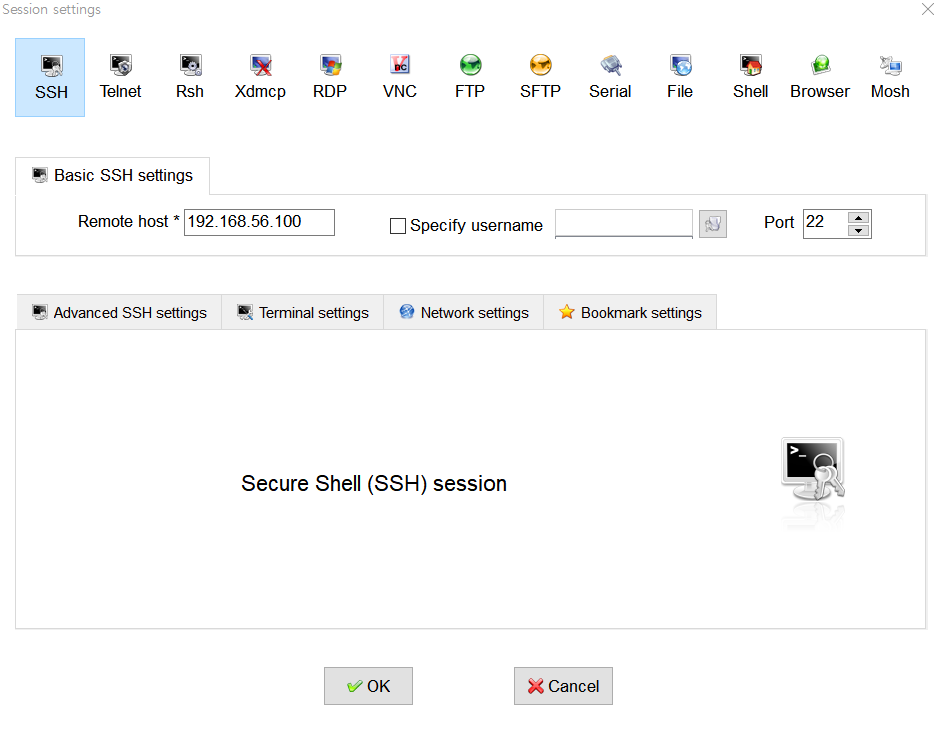 Session settings
SSH Telnet Rsh Xdmcp RDP VNC FTP SFTP Serial File Shell Browser Mosh
Basic SSH settings
Remote host * 192.168.56.100 Specify username Port 22
Advanced SSH settings Terminal settings Network settings Bookmark settings
Secure Shell (SSH) session
OK Cancel